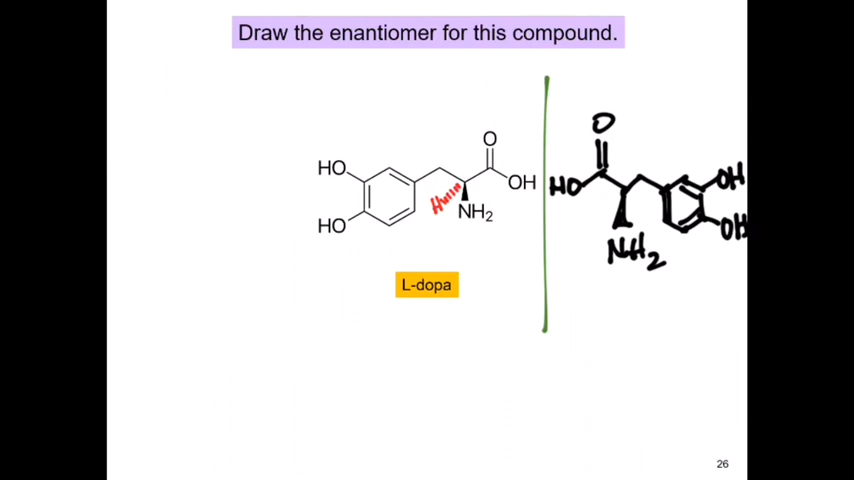 Draw the enantiomer for this compound.
O
HO
OH
H
NH2
HO
L-dopa
O
HO
OH
OH
NH2
26